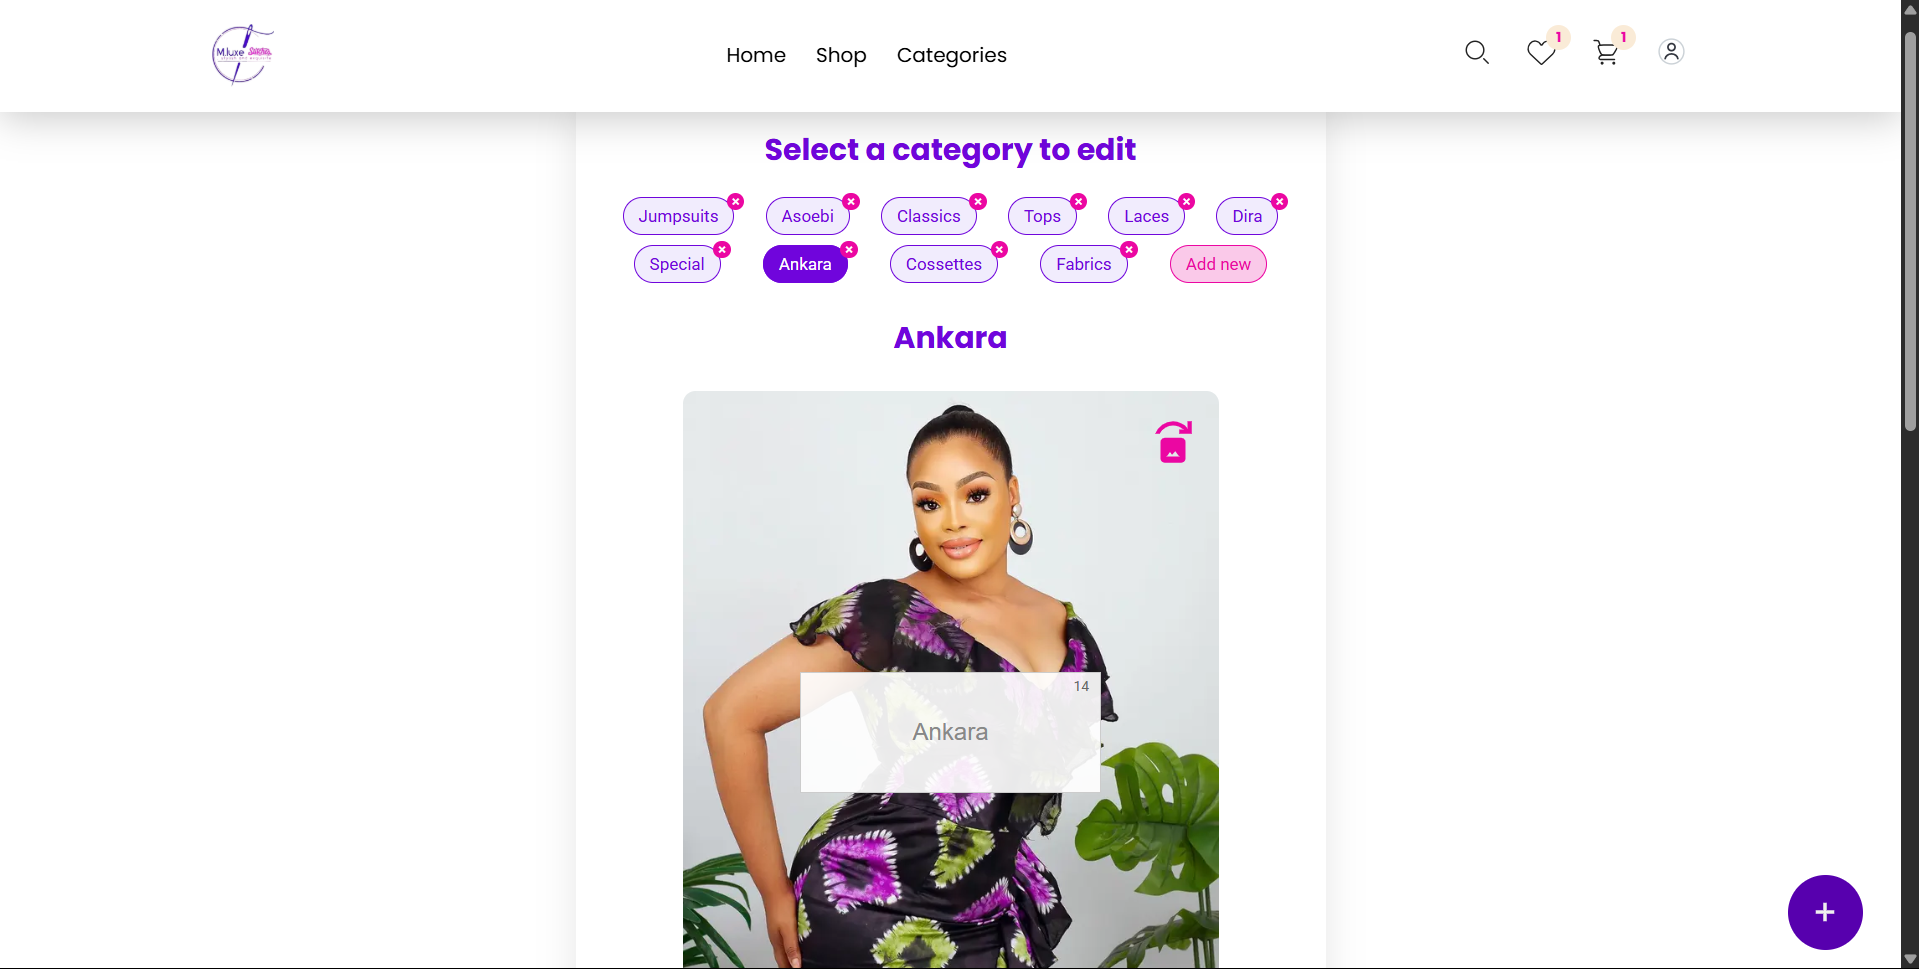 M.luxe
Home Shop Categories
1
1
Select a category to edit
Jumpsuits Asoebi Classics Tops Laces Dira
Special Ankara Cossettes Fabrics Add new
Ankara
14
Ankara
+